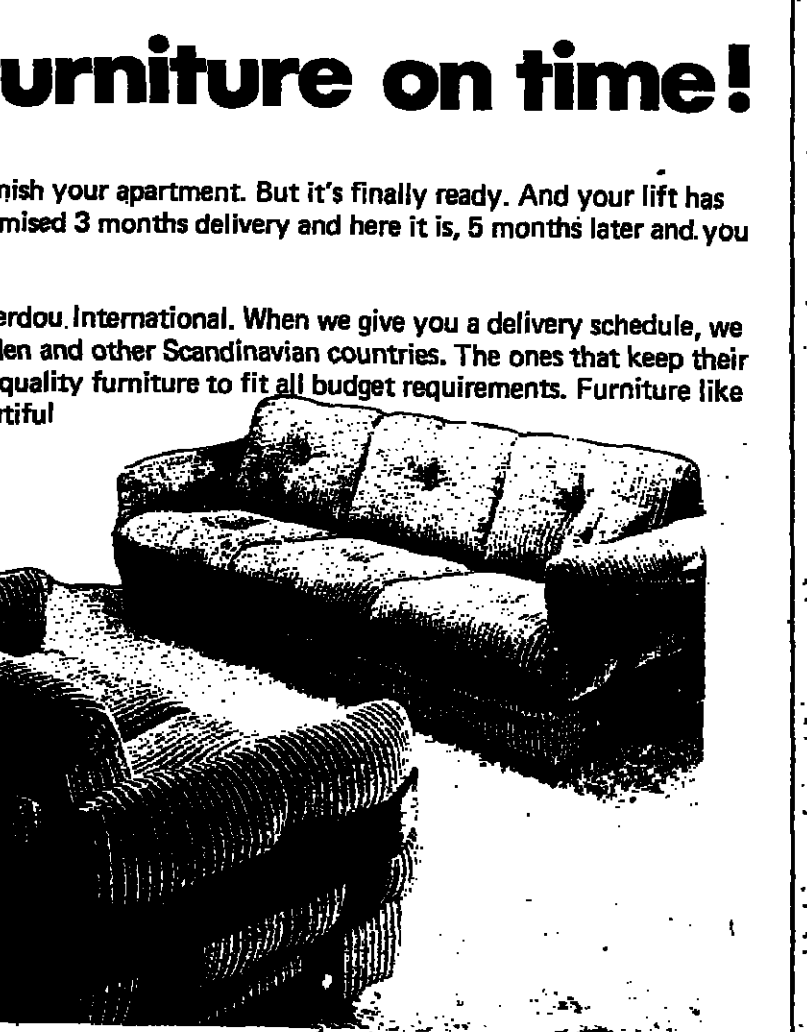 urniture on time!
nish your apartment. But it's finally ready. And your lift has
mised 3 months delivery and here it is, 5 months later and you
erdou International. When we give you a delivery schedule, we
len and other Scandinavian countries. The ones that keep their
quality furniture to fit all budget requirements. Furniture like
rtiful